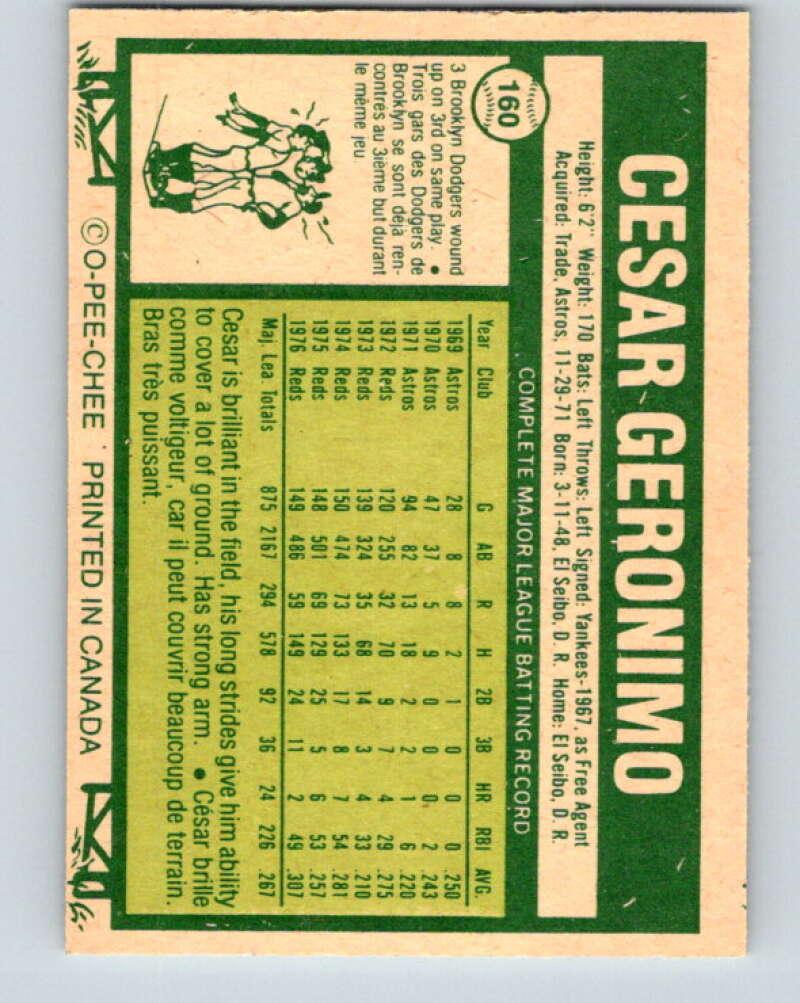 160
CESAR GERONIMO
Height: 6'2" Weight: 170 Bats: Left Throws: Left Signed: Yankees-1967, as Free Agent
Acquired: Trade, Astros, 11-29-71 Born: 3-11-48, El Seibo, D. R. Home: El Seibo, D. R.
COMPLETE MAJOR LEAGUE BATTING RECORD
Year Club G AB R H 2B 3B HR RBI AVG.
1969 Astros 28 8 8 2 1 0 0 0 .250
1970 Astros 47 37 5 9 0 0 0 2 .243
1971 Astros 94 82 13 18 2 2 1 6 .220
1972 Reds 120 255 32 70 9 7 4 29 .275
1973 Reds 139 324 35 68 14 3 4 33 .210
1974 Reds 150 474 73 133 17 8 7 54 .281
1975 Reds 148 501 69 129 25 5 6 53 .257
1976 Reds 149 486 59 149 24 11 2 49 .307
Maj. Lea. Totals 875 2167 294 578 92 36 24 226 .267
Cesar is brilliant in the field, his long strides give him ability
to cover a lot of ground. Has strong arm. • César brille
comme voltigeur, car il peut couvrir beaucoup de terrain.
Bras très puissant.
3 Brooklyn Dodgers wound
up on 3rd on same play. •
Trois gars des Dodgers de
Brooklyn se sont déjà ren-
contrés au 3ième but durant
le même jeu
©O-PEE-CHEE PRINTED IN CANADA